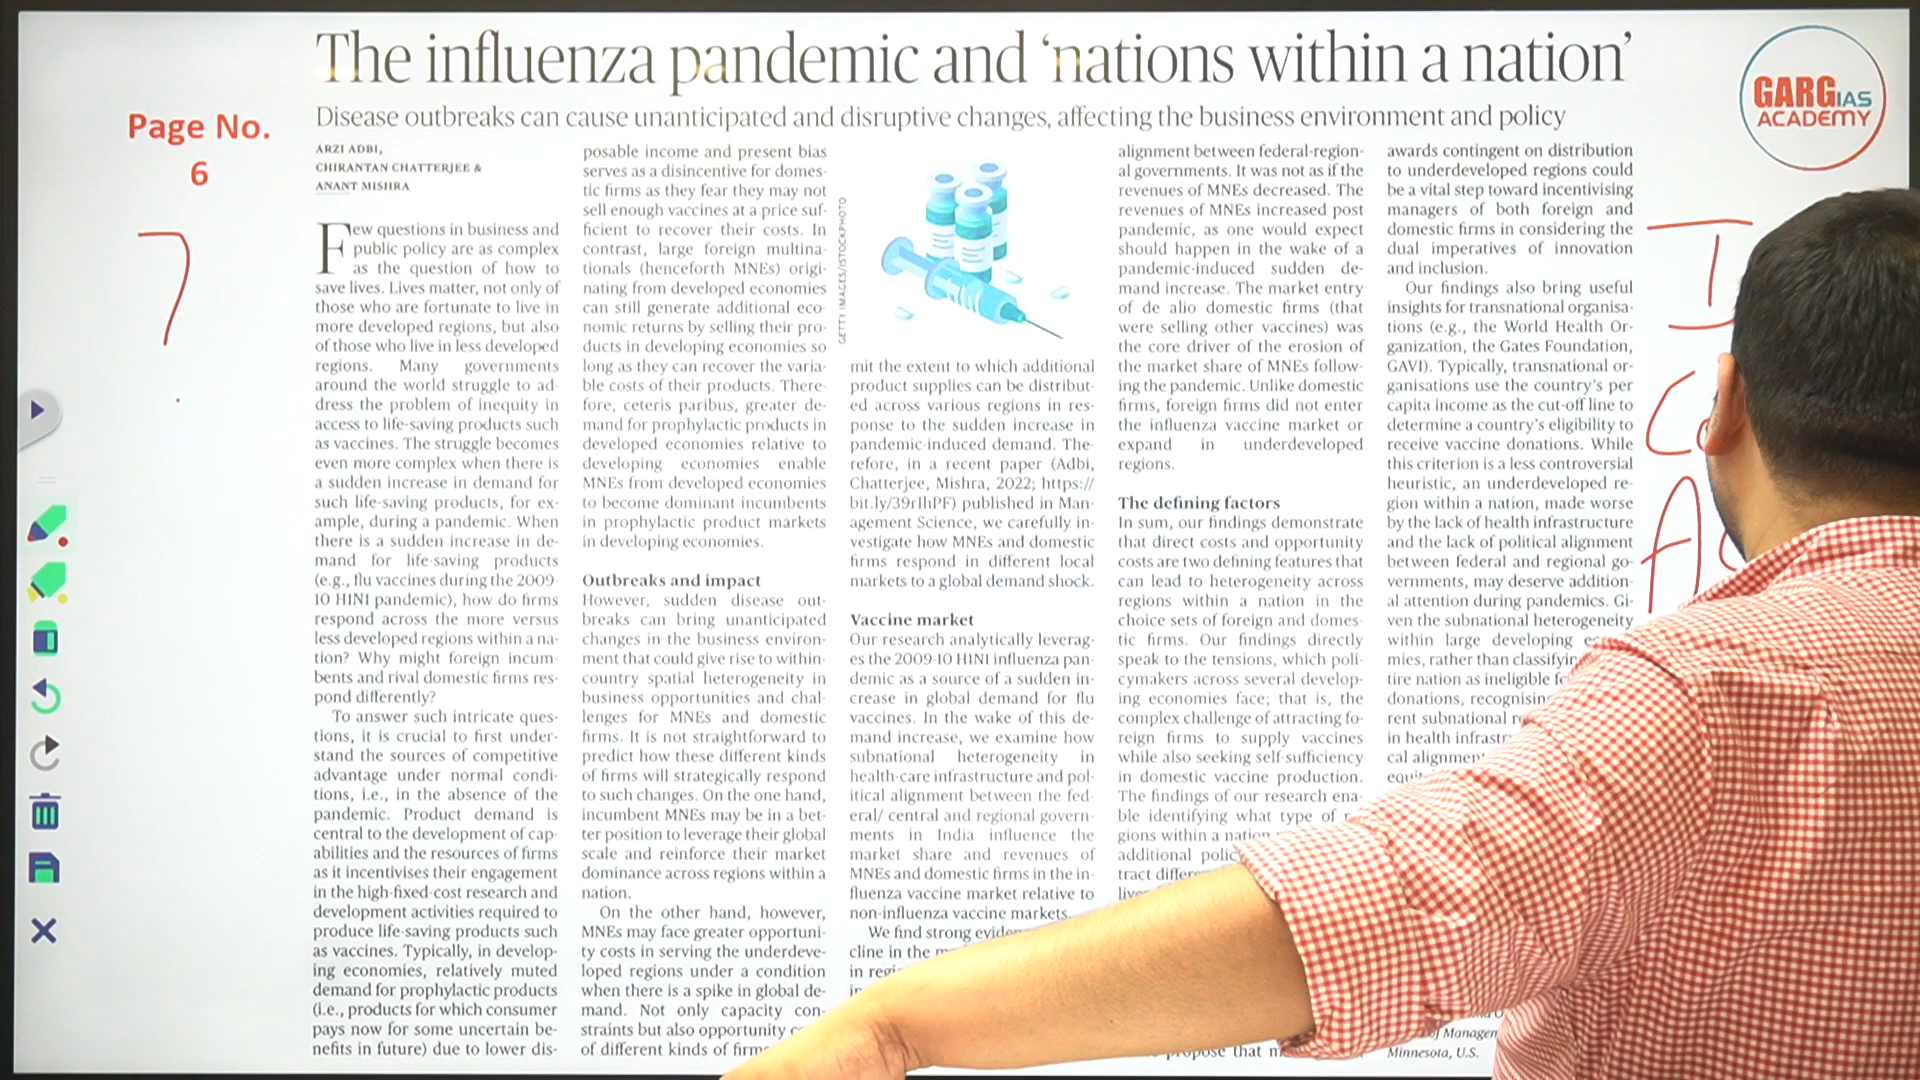 The influenza pandemic and ‘nations within a nation’
Disease outbreaks can cause unanticipated and disruptive changes, affecting the business environment and policy
GARG IAS
ACADEMY
Page No.
6
7
ARZI ADBI,
CHIRANTAN CHATTERJEE &
ANANT MISHRA
Few questions in business and
public policy are as complex
as the question of how to
save lives. Lives matter, not only of
those who are fortunate to live in
more developed regions, but also
of those who live in less developed
regions. Many governments
around the world struggle to ad-
dress the problem of inequity in
access to life-saving products such
as vaccines. The struggle becomes
even more complex when there is
a sudden increase in demand for
such life-saving products, for ex-
ample, during a pandemic. When
there is a sudden increase in de-
mand for life-saving products
(e.g., flu vaccines during the 2009-
10 H1N1 pandemic), how do firms
respond across the more versus
less developed regions within a na-
tion? Why might foreign incum-
bents and rival domestic firms res-
pond differently?
To answer such intricate ques-
tions, it is crucial to first under-
stand the sources of competitive
advantage under normal condi-
tions, i.e., in the absence of the
pandemic. Product demand is
central to the development of cap-
abilities and the resources of firms
as it incentivises their engagement
in the high-fixed-cost research and
development activities required to
produce life-saving products such
as vaccines. Typically, in develop-
ing economies, relatively muted
demand for prophylactic products
(i.e., products for which consumer
pays now for some uncertain be-
nefits in future) due to lower dis-
posable income and present bias
serves as a disincentive for domes-
tic firms as they fear they may not
sell enough vaccines at a price suf-
ficient to recover their costs. In
contrast, large foreign multina-
tionals (henceforth MNEs) origi-
nating from developed economies
can still generate additional eco-
nomic returns by selling their pro-
ducts in developing economies so
long as they can recover the varia-
ble costs of their products. There-
fore, ceteris paribus, greater de-
mand for prophylactic products in
developed economies relative to
developing economies enable
MNEs from developed economies
to become dominant incumbents
in prophylactic product markets
in developing economies.
Outbreaks and impact
However, sudden disease out-
breaks can bring unanticipated
changes in the business environ-
ment that could give rise to within-
country spatial heterogeneity in
business opportunities and chal-
lenges for MNEs and domestic
firms. It is not straightforward to
predict how these different kinds
of firms will strategically respond
to such changes. On the one hand,
incumbent MNEs may be in a bet-
ter position to leverage their global
scale and reinforce their market
dominance across regions within a
nation.
On the other hand, however,
MNEs may face greater opportuni-
ty costs in serving the underdeve-
loped regions under a condition
when there is a spike in global de-
mand. Not only capacity con-
straints but also opportunity
of different kinds of firms
GETTY IMAGES/ISTOCKPHOTO
mit the extent to which additional
product supplies can be distribut-
ed across various regions in res-
ponse to the sudden increase in
pandemic-induced demand. The-
refore, in a recent paper (Adbi,
Chatterjee, Mishra, 2022; https://
bit.ly/39rIhPF) published in Man-
agement Science, we carefully in-
vestigate how MNEs and domestic
firms respond in different local
markets to a global demand shock.
Vaccine market
Our research analytically leverag-
es the 2009-10 H1N1 influenza pan-
demic as a source of a sudden in-
crease in global demand for flu
vaccines. In the wake of this de-
mand increase, we examine how
subnational heterogeneity in
health-care infrastructure and pol-
itical alignment between the fed-
eral/ central and regional govern-
ments in India influence the
market share and revenues of
MNEs and domestic firms in the in-
fluenza vaccine market relative to
non-influenza vaccine markets.
We find strong
cline in the
in
alignment between federal-region-
al governments. It was not as if the
revenues of MNEs decreased. The
revenues of MNEs increased post
pandemic, as one would expect
should happen in the wake of a
pandemic-induced sudden de-
mand increase. The market entry
of de alio domestic firms (that
were selling other vaccines) was
the core driver of the erosion of
the market share of MNEs follow-
ing the pandemic. Unlike domestic
firms, foreign firms did not enter
the influenza vaccine market or
expand in underdeveloped
regions.
The defining factors
In sum, our findings demonstrate
that direct costs and opportunity
costs are two defining features that
can lead to heterogeneity across
regions within a nation in the
choice sets of foreign and domes-
tic firms. Our findings directly
speak to the tensions, which poli-
cymakers across several develop-
ing economies face; that is, the
complex challenge of attracting fo-
reign firms to supply vaccines
while also seeking self-sufficiency
in domestic vaccine production.
The findings of our research ena-
ble identifying what type of
gions within a nation
additional
tract
propose that
awards contingent on distribution
to underdeveloped regions could
be a vital step toward incentivising
managers of both foreign and
domestic firms in considering the
dual imperatives of innovation
and inclusion.
Our findings also bring useful
insights for transnational organisa-
tions (e.g., the World Health Or-
ganization, the Gates Foundation,
GAVI). Typically, transnational or-
ganisations use the country’s per
capita income as the cut-off line to
determine a country’s eligibility to
receive vaccine donations. While
this criterion is a less controversial
heuristic, an underdeveloped re-
gion within a nation, made worse
by the lack of health infrastructure
and the lack of political alignment
between federal and regional go-
vernments, may deserve addition-
al attention during pandemics. Gi-
ven the subnational heterogeneity
within large developing
mies, rather than
tire nation as ineligible
donations,
rent subnational
in health
cal
of
Minnesota, U.S.